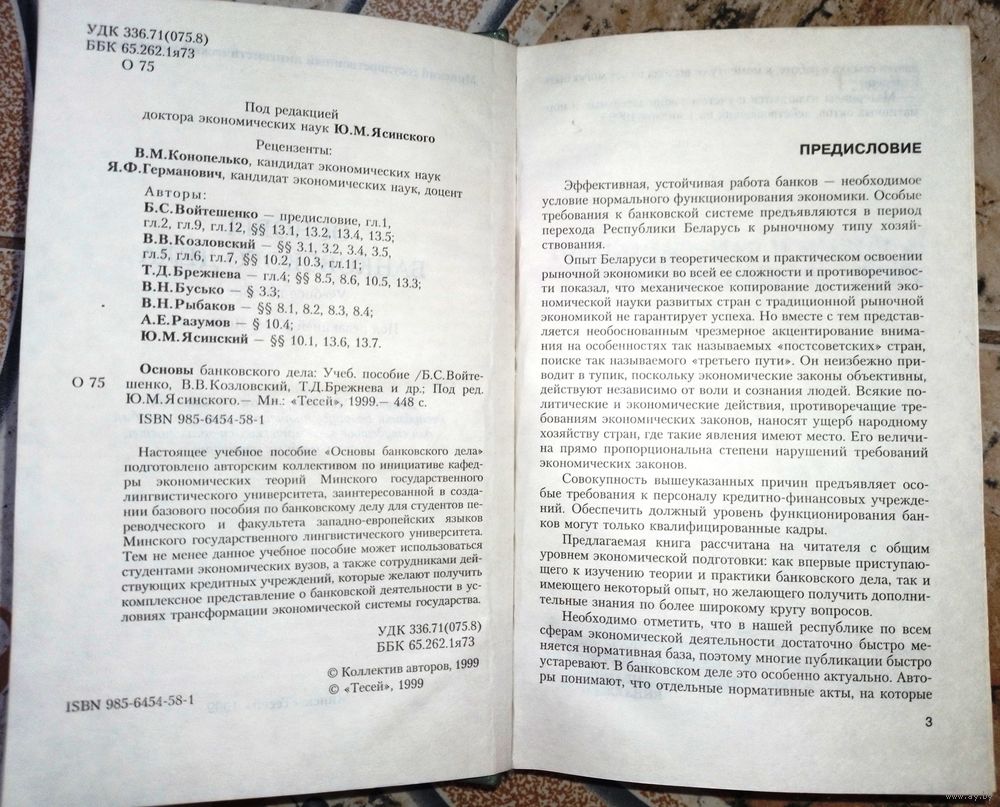 УДК 336.71(075.8)
ББК 65.262.1я73
О 75
Под редакцией
доктора экономических наук Ю.М.Ясинского
Рецензенты:
В.М.Конопелько, кандидат экономических наук
Я.Ф.Германович, кандидат экономических наук, доцент
Авторы:
Б.С.Войтешенко – предисловие, гл.1,
гл.2, гл.9, гл.12, §§ 13.1, 13.2, 13.4, 13.5;
В.В.Козловский – §§ 3.1, 3.2, 3.4, 3.5,
гл.5, гл.6, гл.7, §§ 10.2, 10.3, гл.11;
Т.Д.Брежнева – гл.4; §§ 8.5, 8.6, 10.5, 13.3;
В.Н.Бусько – § 3.3;
В.Н.Рыбаков – §§ 8.1, 8.2, 8.3, 8.4;
А.Е.Разумов – § 10.4;
Ю.М.Ясинский – §§ 10.1, 13.6, 13.7.
Основы банковского дела: Учеб. пособие /Б.С.Войте-
О 75 шенко, В.В.Козловский, Т.Д.Брежнева и др.; Под ред.
Ю.М.Ясинского.– Мн.: «Тесей», 1999.– 448 с.
ISBN 985-6454-58-1
Настоящее учебное пособие «Основы банковского дела»
подготовлено авторским коллективом по инициативе кафед-
ры экономических теорий Минского государственного
лингвистического университета, заинтересованной в созда-
нии базового пособия по банковскому делу для студентов пе-
реводческого и факультета западно-европейских языков
Минского государственного лингвистического университета.
Тем не менее данное учебное пособие может использоваться
студентами экономических вузов, а также сотрудниками дей-
ствующих кредитных учреждений, которые желают получить
комплексное представление о банковской деятельности в ус-
ловиях трансформации экономической системы государства.
УДК 336.71(075.8)
ББК 65.262.1я73
© Коллектив авторов, 1999
© «Тесей», 1999
ISBN 985-6454-58-1
ПРЕДИСЛОВИЕ
Эффективная, устойчивая работа банков – необходимое
условие нормального функционирования экономики. Особые
требования к банковской системе предъявляются в период
перехода Республики Беларусь к рыночному типу хозяй-
ствования.
Опыт Беларуси в теоретическом и практическом освоении
рыночной экономики во всей ее сложности и противоречивос-
ти показал, что механическое копирование достижений эко-
номической науки развитых стран с традиционной рыночной
экономикой не гарантирует успеха. Но вместе с тем представ-
ляется необоснованным чрезмерное акцентирование внима-
ния на особенностях так называемых «постсоветских» стран,
поиске так называемого «третьего пути». Он неизбежно при-
водит в тупик, поскольку экономические законы объективны,
действуют независимо от воли и сознания людей. Всякие по-
литические и экономические действия, противоречащие тре-
бованиям экономических законов, наносят ущерб народному
хозяйству стран, где такие явления имеют место. Его величи-
на прямо пропорциональна степени нарушений требований
экономических законов.
Совокупность вышеуказанных причин предъявляет осо-
бые требования к персоналу кредитно-финансовых учрежде-
ний. Обеспечить должный уровень функционирования бан-
ков могут только квалифицированные кадры.
Предлагаемая книга рассчитана на читателя с общим
уровнем экономической подготовки: как впервые приступаю-
щего к изучению теории и практики банковского дела, так и
имеющего некоторый опыт, но желающего получить дополни-
тельные знания по более широкому кругу вопросов.
Необходимо отметить, что в нашей республике по всем
сферам экономической деятельности достаточно быстро ме-
няется нормативная база, поэтому многие публикации быстро
устаревают. В банковском деле это особенно актуально. Авто-
ры понимают, что отдельные нормативные акты, на которые
3
www.ay.by